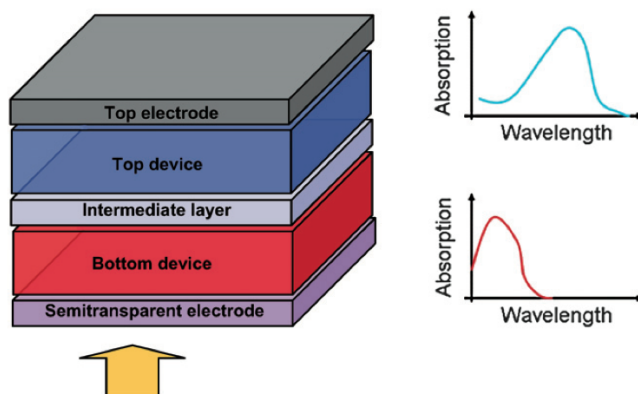 Top electrode
Top device
Intermediate layer
Bottom device
Semitransparent electrode
Absorption
Wavelength
Absorption
Wavelength